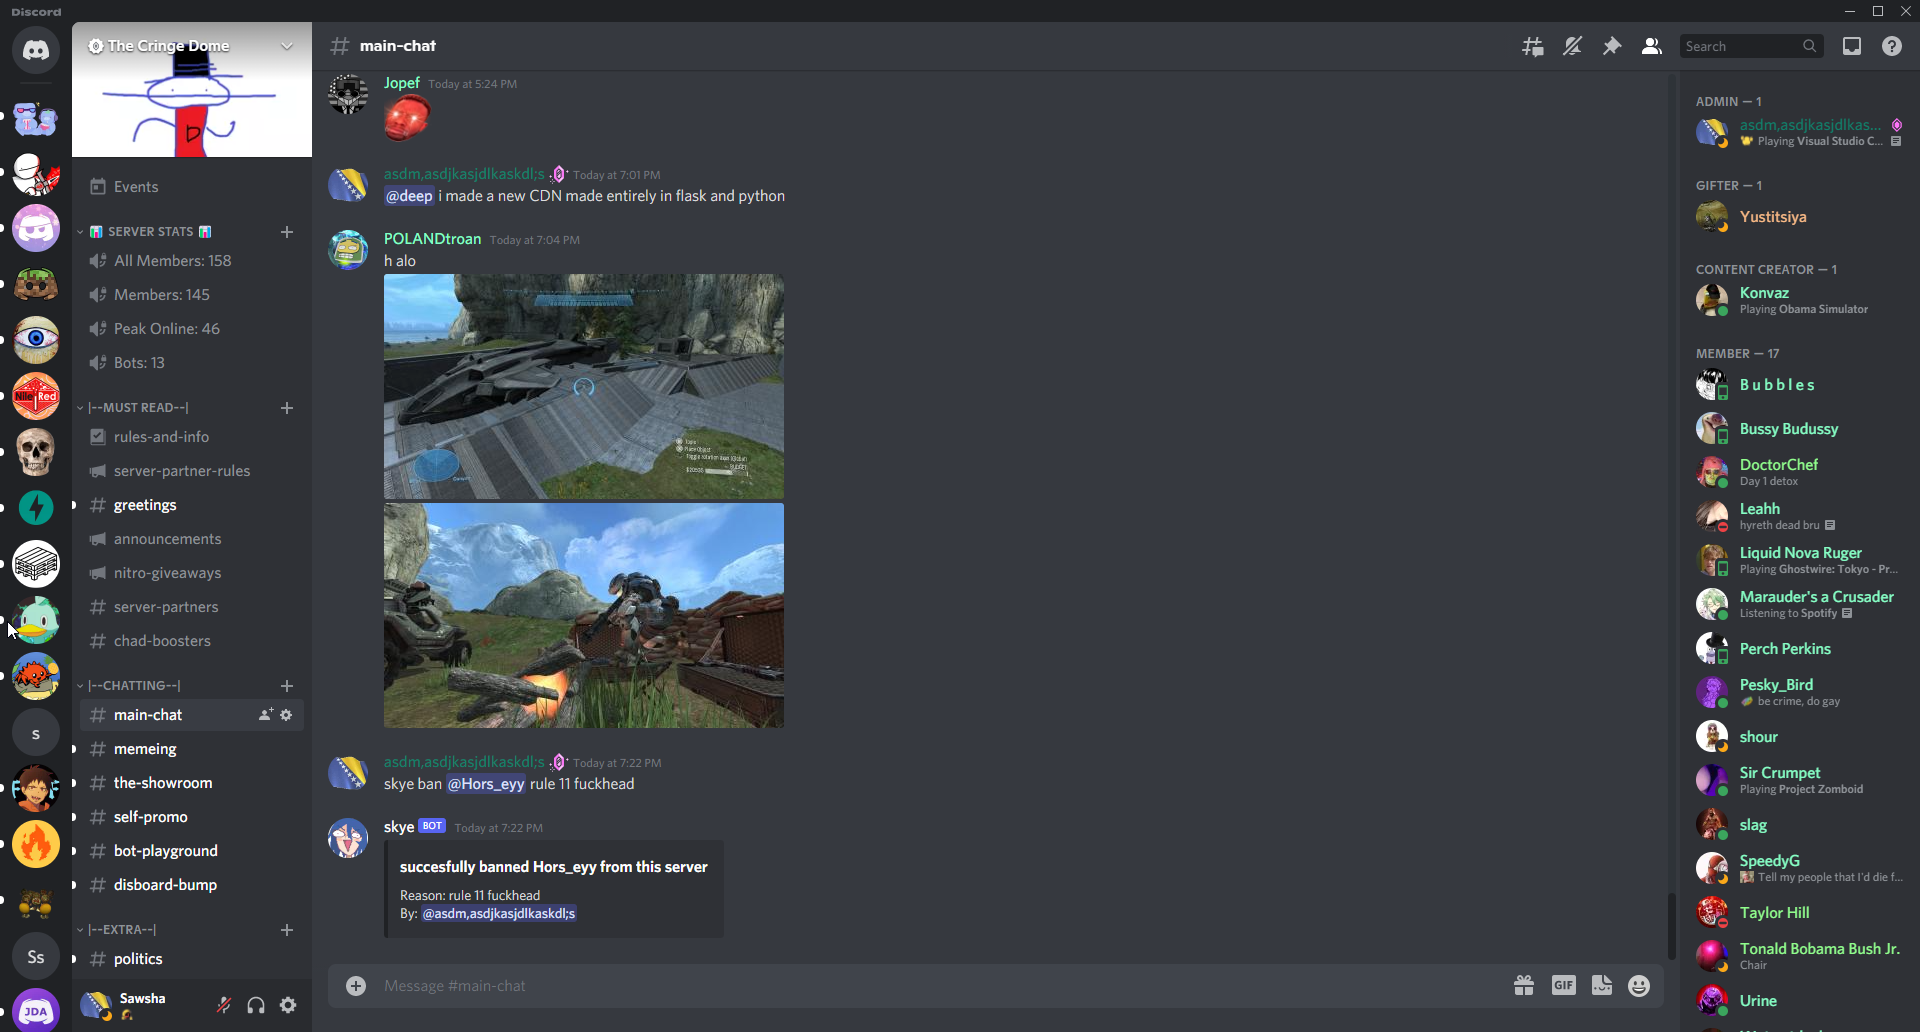 Discord
The Cringe Dome
main-chat
Search
Events
SERVER STATS
All Members: 158
Members: 145
Peak Online: 46
Bots: 13
|--MUST READ--|
rules-and-info
server-partner-rules
greetings
announcements
nitro-giveaways
server-partners
chad-boosters
|--CHATTING--|
main-chat
memeing
the-showroom
self-promo
bot-playground
disboard-bump
|--EXTRA--|
politics
Sawsha
Nile Red
s
Ss
JDA
Jopef Today at 5:24 PM
asdm,asdjkasjdlkaskdl;s Today at 7:01 PM
@deep i made a new CDN made entirely in flask and python
POLANDtroan Today at 7:04 PM
h alo
asdm,asdjkasjdlkaskdl;s Today at 7:22 PM
skye ban @Hors_eyy rule 11 fuckhead
skye BOT Today at 7:22 PM
succesfully banned Hors_eyy from this server
Reason: rule 11 fuckhead
By: @asdm,asdjkasjdlkaskdl;s
Message #main-chat
GIF
ADMIN — 1
asdm,asdjkasjdlkas...
Playing Visual Studio C...
GIFTER — 1
Yustitsiya
CONTENT CREATOR — 1
Konvaz
Playing Obama Simulator
MEMBER — 17
B u b b l e s
Bussy Budussy
DoctorChef
Day 1 detox
Leahh
hyreth dead bru
Liquid Nova Ruger
Playing Ghostwire: Tokyo - Pr...
Marauder's a Crusader
Listening to Spotify
Perch Perkins
Pesky_Bird
be crime, do gay
shour
Sir Crumpet
Playing Project Zomboid
slag
SpeedyG
Tell my people that I'd die f...
Taylor Hill
Tonald Bobama Bush Jr.
Chair
Urine